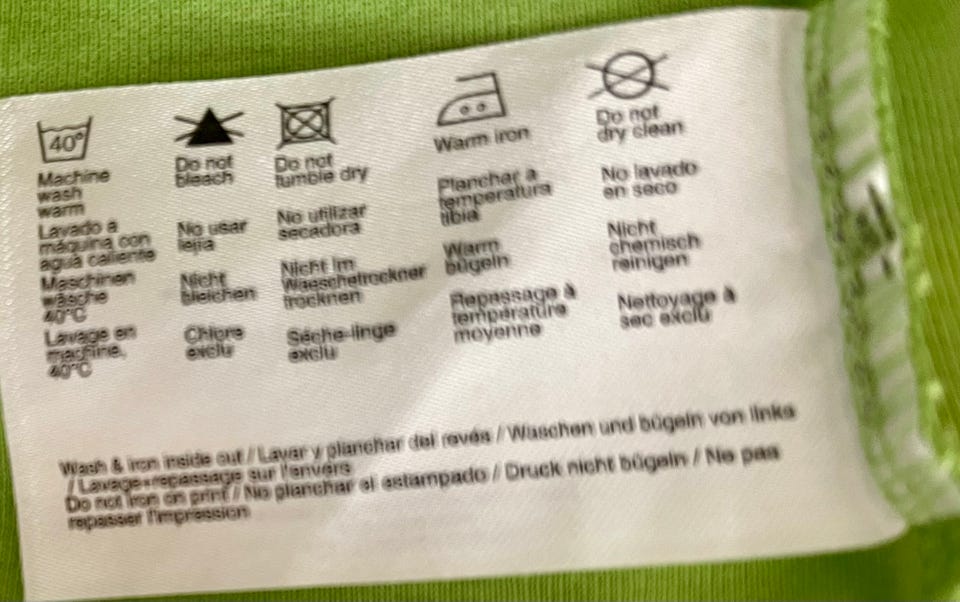 40°
Machine
wash
warm
Lavado a
máquina con
agua caliente
Maschinen
wäsche
40°C
Lavage en
machine,
40°C
Do not
bleach
No usar
lejia
Nicht
bleichen
Chlore
exclu
Do not
tumble dry
No utilizar
secadora
Nicht im
Waeschetrockner
trocknen
Séche-linge
exclu
Warm iron
Planchar a
temperatura
tibia
Warm
bügeln
Repassage à
température
moyenne
Do not
dry clean
No lavado
en seco
Nicht
chemisch
reinigen
Nettoyage à
sec exclu
Wash & iron inside out / Lavar y planchar del revés / Waschen und bügeln von links
/ Lavage+repassage sur l'envers
Do not iron on print / No planchar el estampado / Druck nicht bügeln / Ne pas
repasser l'impression